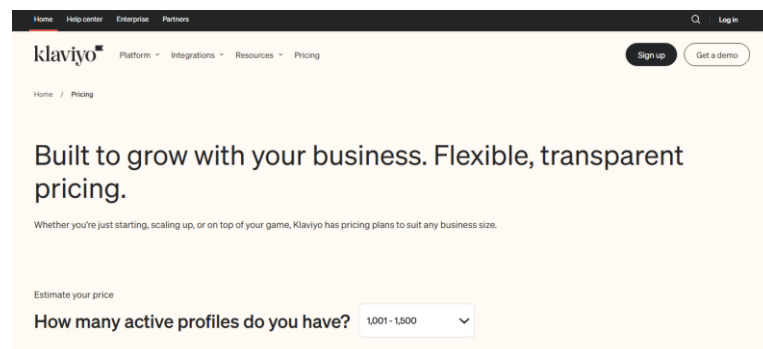 Home Help center Enterprise Partners Log in
klaviyo Platform Integrations Resources Pricing Sign up Get a demo
Home / Pricing
Built to grow with your business. Flexible, transparent
pricing.
Whether you're just starting, scaling up, or on top of your game, Klaviyo has pricing plans to suit any business size.
Estimate your price
How many active profiles do you have? 1,001 - 1,500